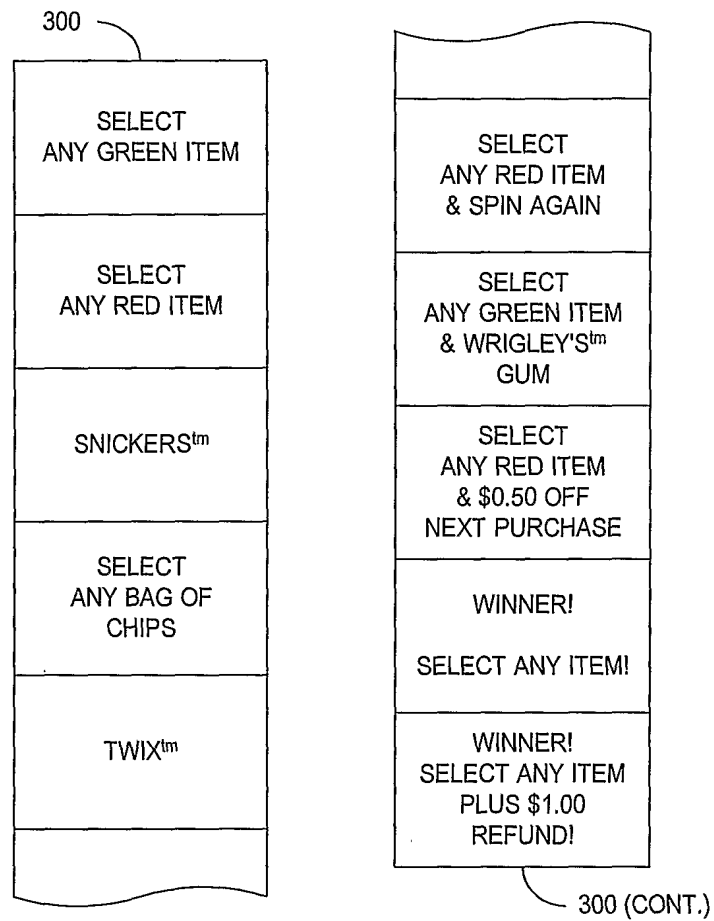 300
SELECT
ANY GREEN ITEM
SELECT
ANY RED ITEM
SNICKERStm
SELECT
ANY BAG OF
CHIPS
TWIXtm
SELECT
ANY RED ITEM
& SPIN AGAIN
SELECT
ANY GREEN ITEM
& WRIGLEY'Stm
GUM
SELECT
ANY RED ITEM
& $0.50 OFF
NEXT PURCHASE
WINNER!
SELECT ANY ITEM!
WINNER!
SELECT ANY ITEM
PLUS $1.00
REFUND!
300 (CONT.)